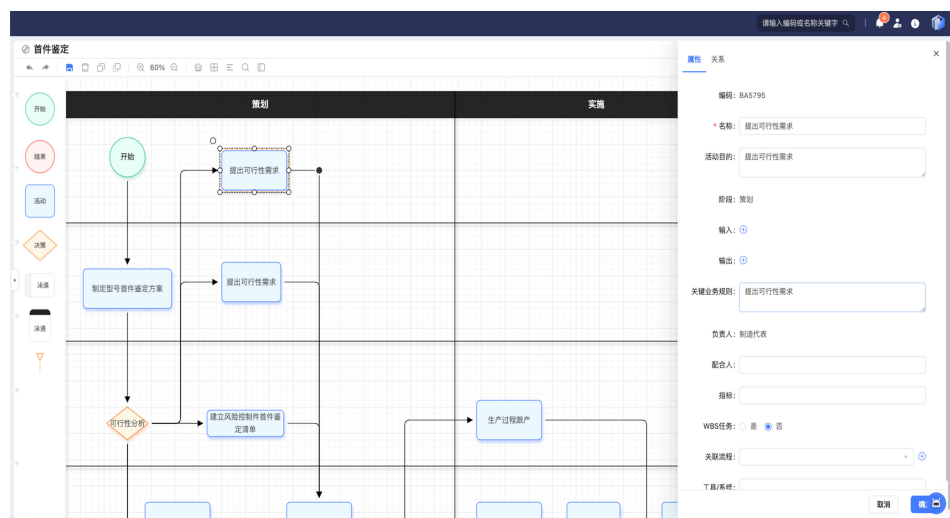 请输入编码或名称关键字
4
首件鉴定
60%
属性
关系
开始
结束
活动
决策
泳道
泳道
策划
实施
开始
提出可行性需求
制定型号首件鉴定方案
提出可行性需求
可行性分析
建立风险控制件首件鉴
定清单
生产过程跟产
编码：
BA5795
* 名称：
提出可行性需求
活动目的：
提出可行性需求
阶段：
策划
输入：
输出：
关键业务规则：
提出可行性需求
负责人：
制造代表
配合人：
指标：
WBS任务：
是
否
关联流程：
工具/系统：
取消